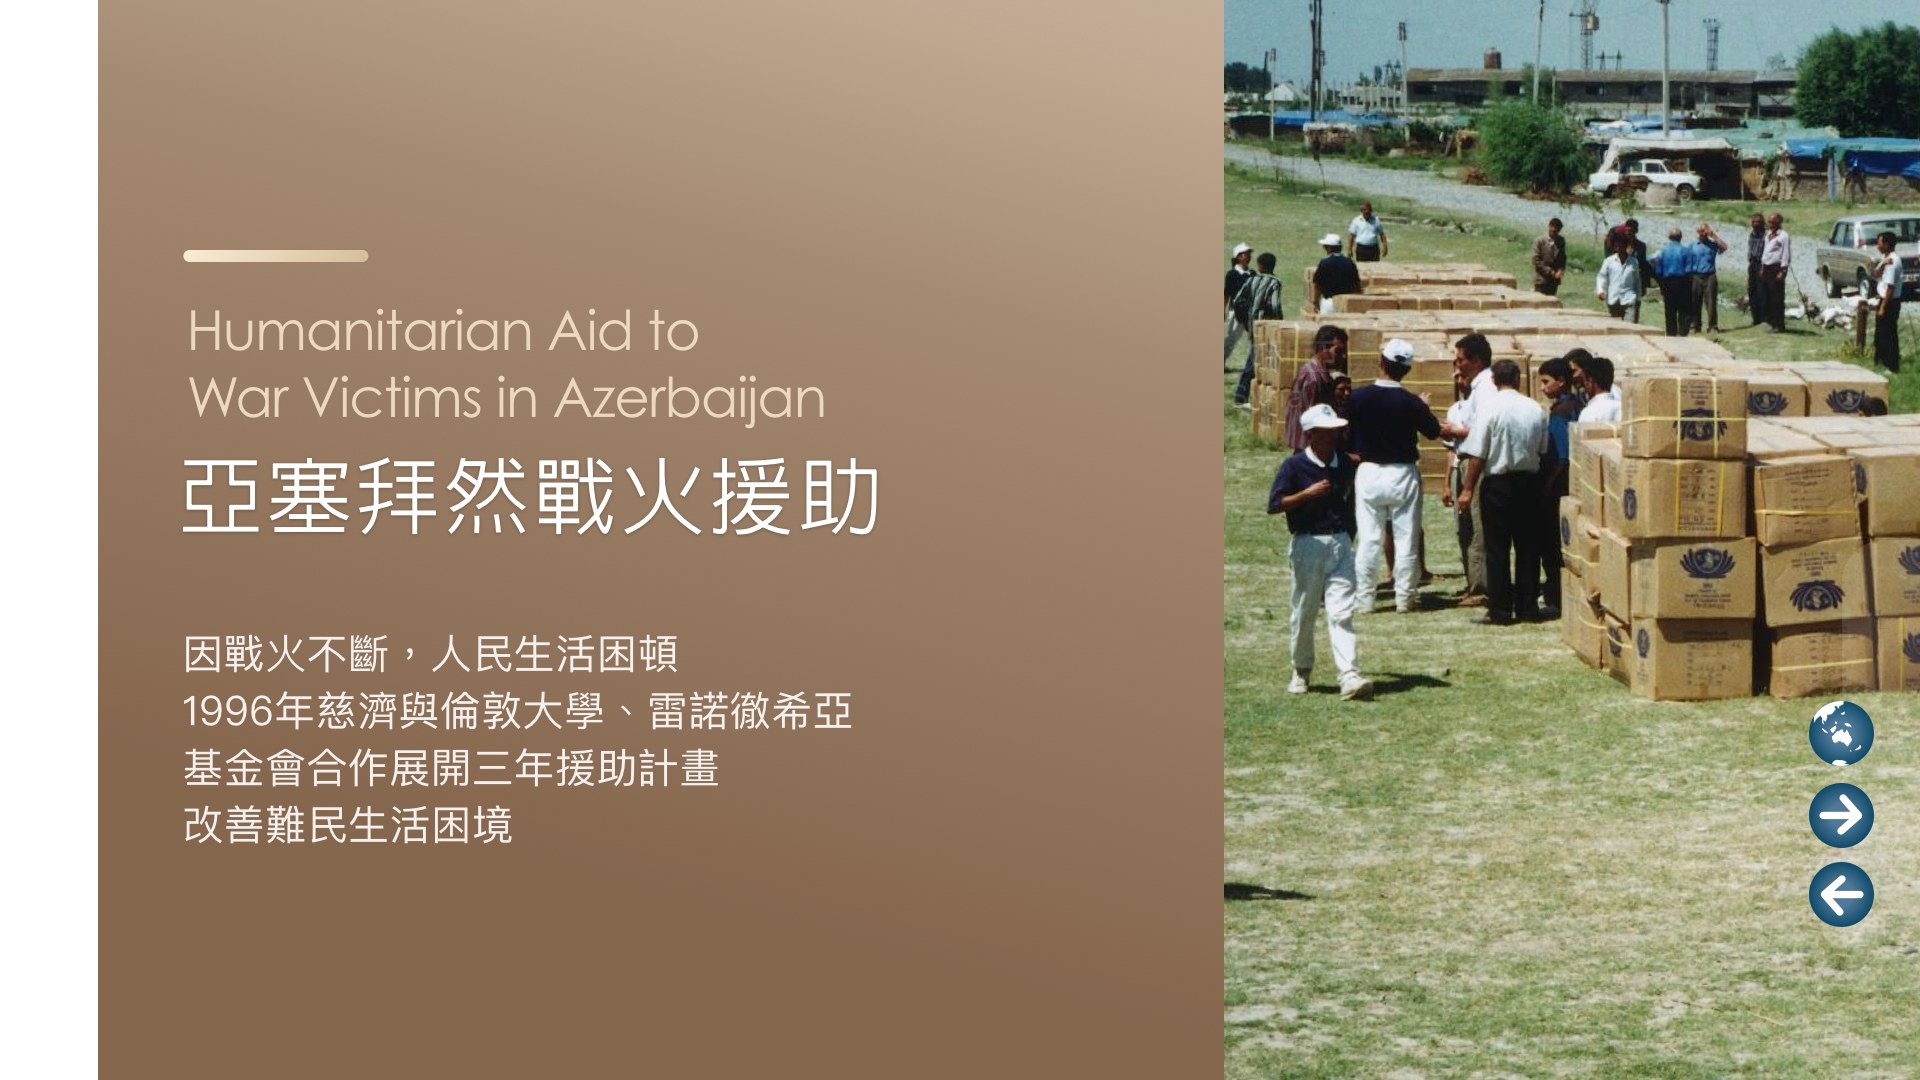 Humanitarian Aid to
War Victims in Azerbaijan
亞塞拜然戰火援助
因戰火不斷，人民生活困頓
1996年慈濟與倫敦大學、雷諾徹希亞
基金會合作展開三年援助計畫
改善難民生活困境